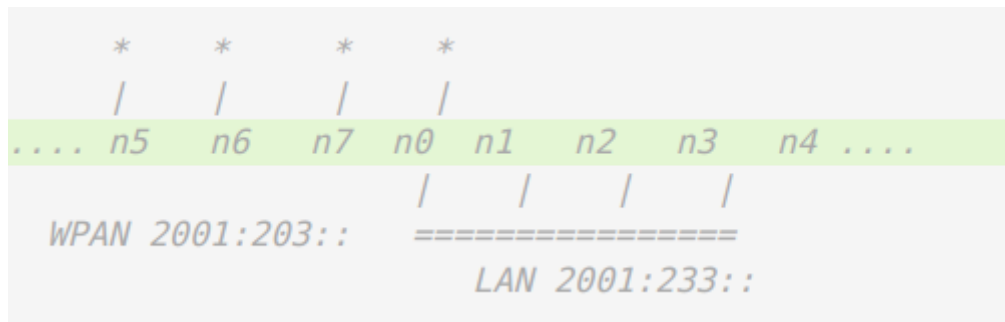 *    *     *    *
|    |     |    |
.... n5   n6   n7  n0  n1   n2   n3   n4 ....
|    |    |    |
WPAN 2001:203::   ================
LAN 2001:233::